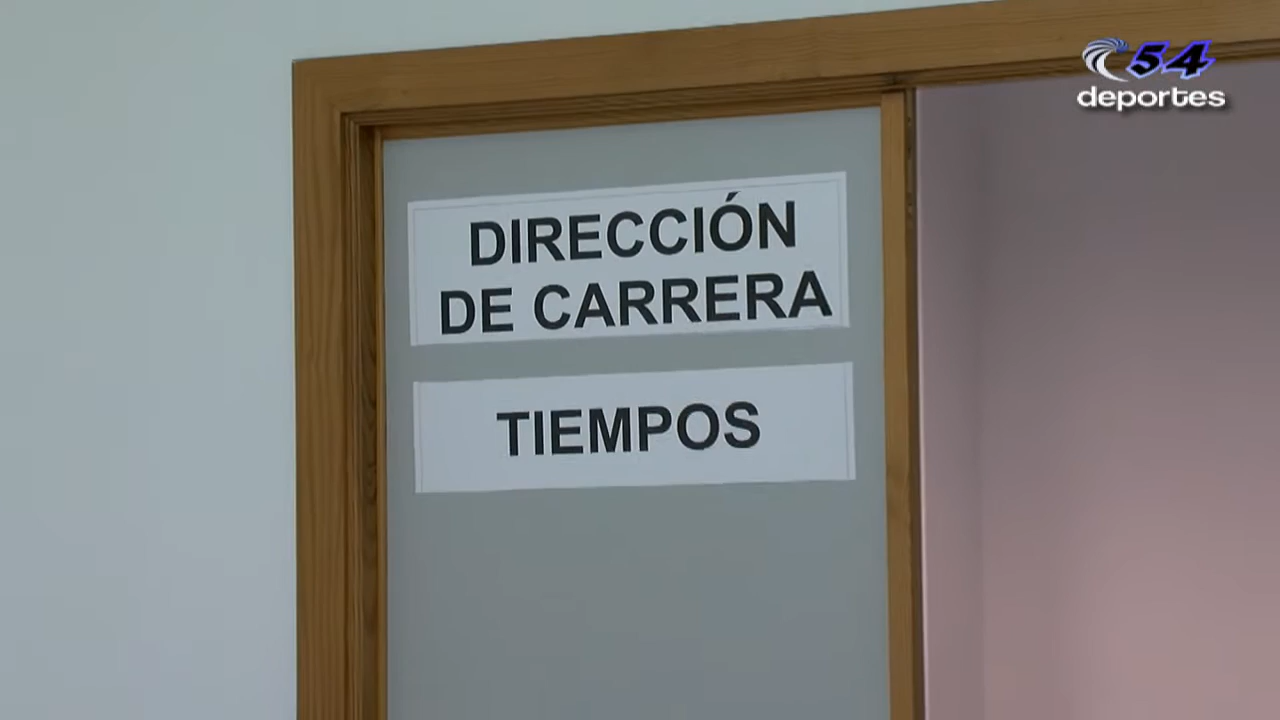 54
deportes
DIRECCIÓN
DE CARRERA
TIEMPOS